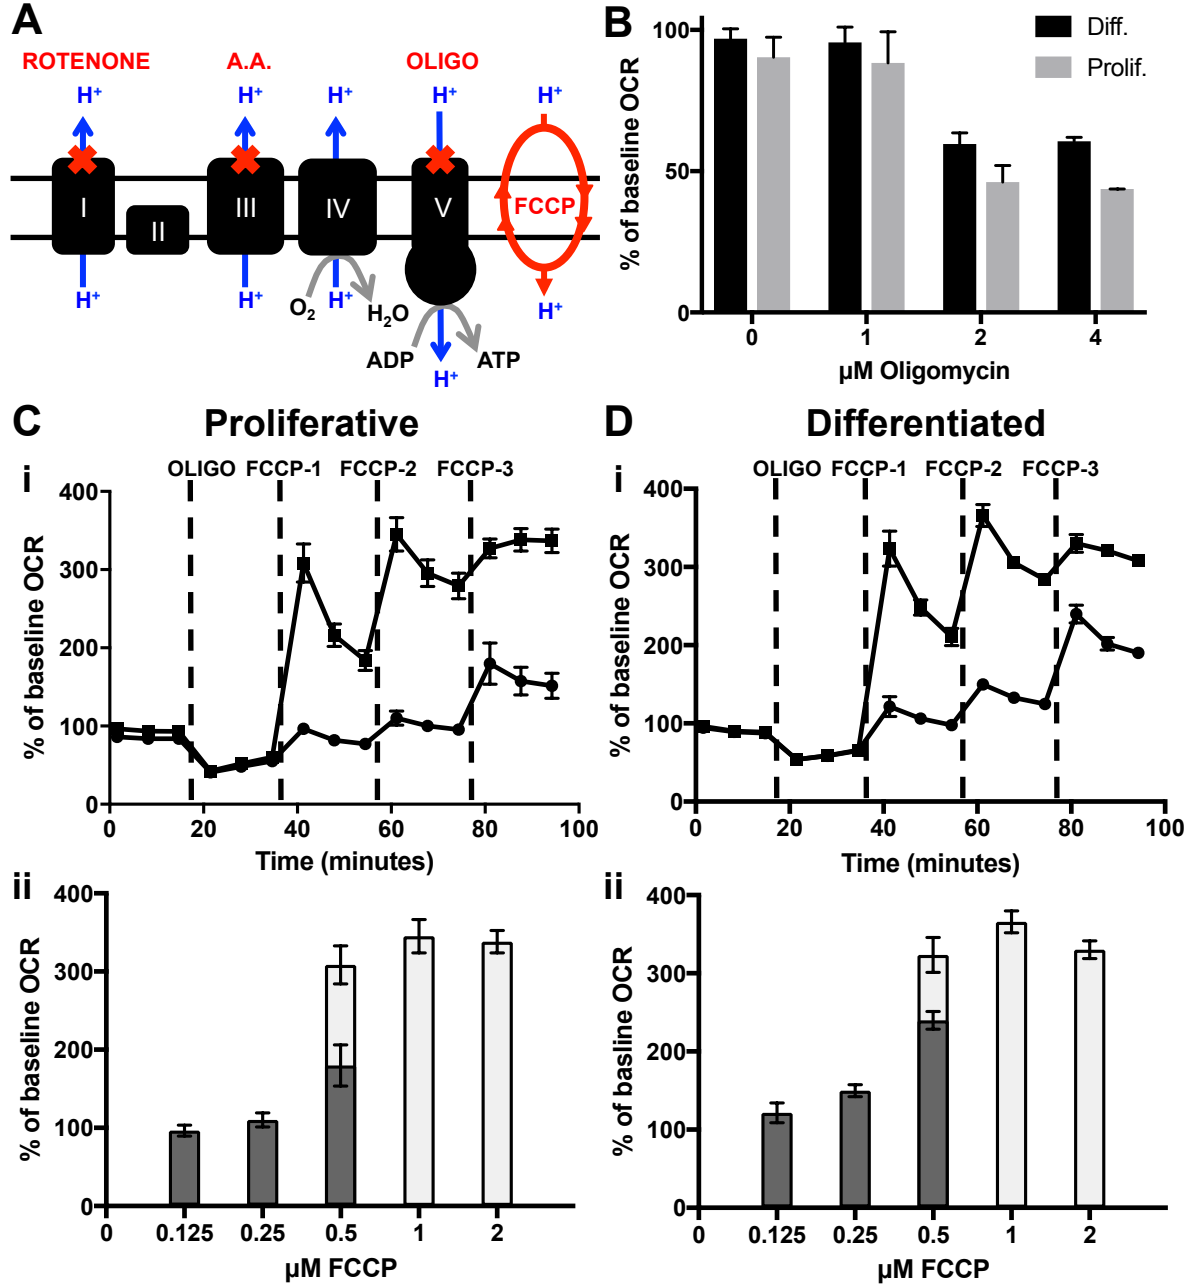 A
ROTENONE A.A. OLIGO
H+ H+ H+ H+ H+
I II III IV V FCCP
H+ H+ H+ H+
O2 H2O
ADP ATP
H+
B
Diff.
Prolif.
% of baseline OCR
100
50
0
0 1 2 4
µM Oligomycin
C Proliferative
i
OLIGO FCCP-1 FCCP-2 FCCP-3
% of baseline OCR
400
300
200
100
0
0 20 40 60 80 100
Time (minutes)
ii
% of baseline OCR
400
300
200
100
0
0 0.125 0.25 0.5 1 2
µM FCCP
D Differentiated
i
OLIGO FCCP-1 FCCP-2 FCCP-3
% of baseline OCR
400
300
200
100
0
0 20 40 60 80 100
Time (minutes)
ii
% of basline OCR
400
300
200
100
0
0 0.125 0.25 0.5 1 2
µM FCCP